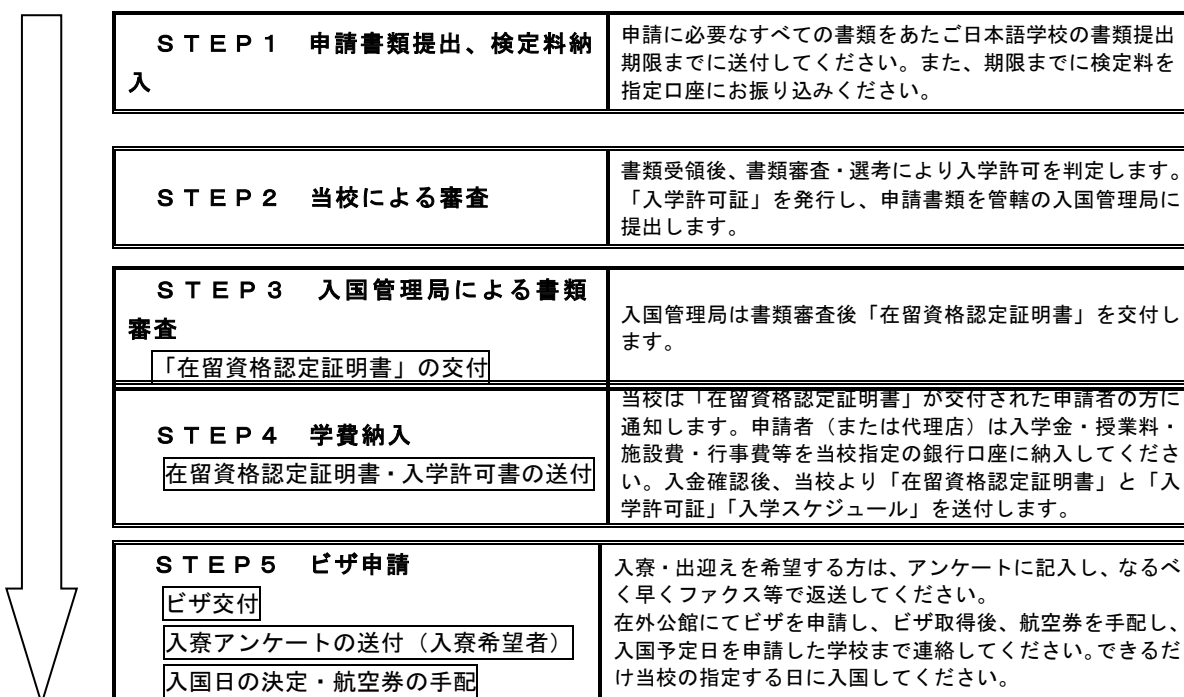 ＳＴＥＰ１　申請書類提出、検定料納
入
申請に必要なすべての書類をあたご日本語学校の書類提出
期限までに送付してください。また、期限までに検定料を
指定口座にお振り込みください。
ＳＴＥＰ２　当校による審査
書類受領後、書類審査・選考により入学許可を判定します。
「入学許可証」を発行し、申請書類を管轄の入国管理局に
提出します。
ＳＴＥＰ３　入国管理局による書類
審査
「在留資格認定証明書」の交付
入国管理局は書類審査後「在留資格認定証明書」を交付し
ます。
ＳＴＥＰ４　学費納入
在留資格認定証明書・入学許可書の送付
当校は「在留資格認定証明書」が交付された申請者の方に
通知します。申請者（または代理店）は入学金・授業料・
施設費・行事費等を当校指定の銀行口座に納入してくださ
い。入金確認後、当校より「在留資格認定証明書」と「入
学許可証」「入学スケジュール」を送付します。
ＳＴＥＰ５　ビザ申請
ビザ交付
入寮アンケートの送付（入寮希望者）
入国日の決定・航空券の手配
入寮・出迎えを希望する方は、アンケートに記入し、なるべ
く早くファクス等で返送してください。
在外公館にてビザを申請し、ビザ取得後、航空券を手配し、
入国予定日を申請した学校まで連絡してください。できるだ
け当校の指定する日に入国してください。